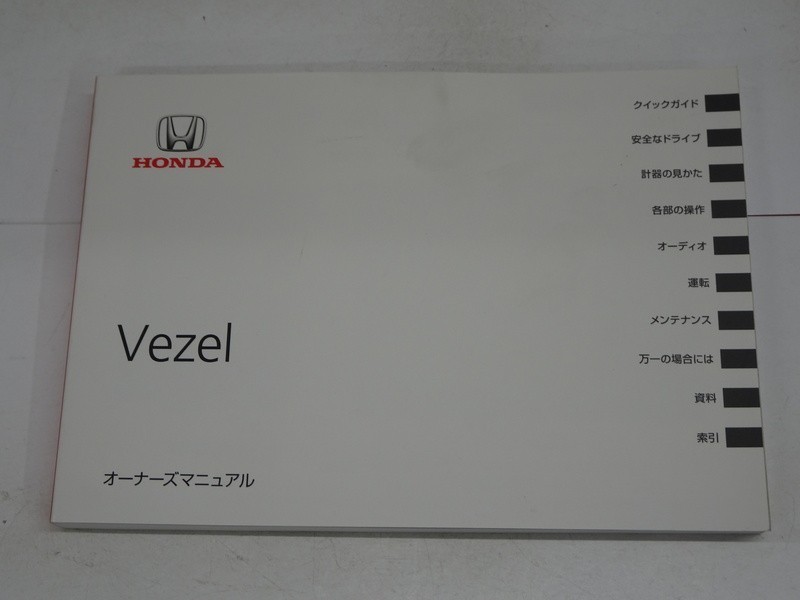 HONDA
Vezel
オーナーズマニュアル
クイックガイド
安全なドライブ
計器の見かた
各部の操作
オーディオ
運転
メンテナンス
万一の場合には
資料
索引